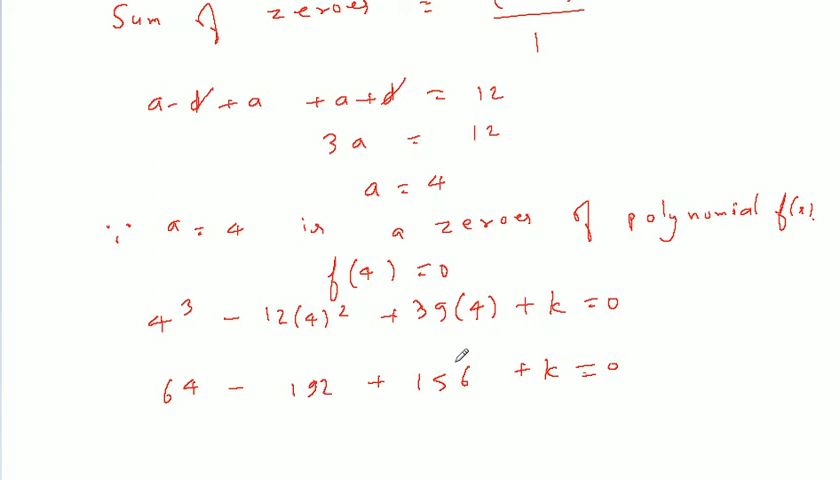 Sum of zeroes =
1
a-d+a +a+d = 12
3a = 12
a = 4
∵ a = 4 is a zeroes of polynomial f(x).
f(4) = 0
4³ - 12(4)² + 39(4) + k = 0
64 - 192 + 156 + k = 0